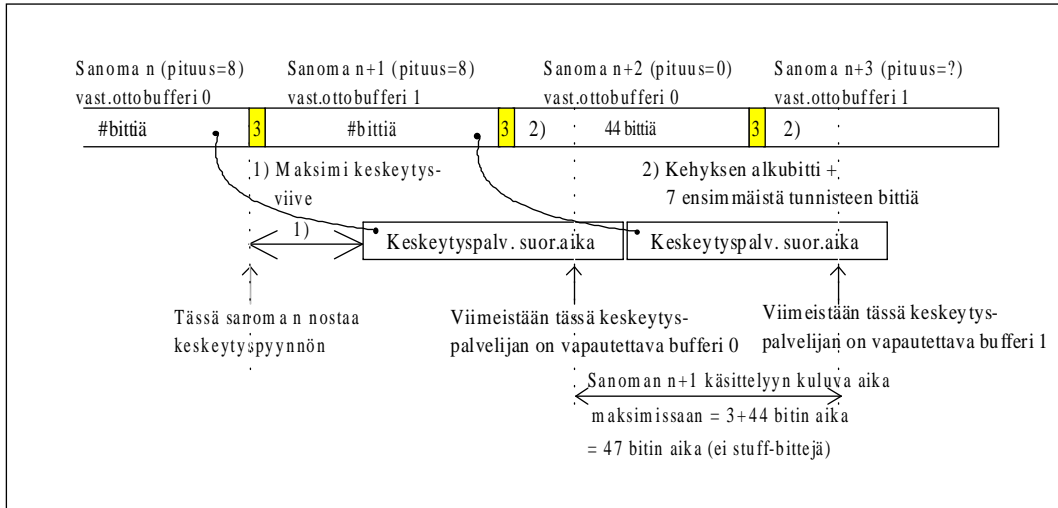 Sanoma n (pituus=8)
vast.ottobufferi 0
Sanoma n+1 (pituus=8)
vast.ottobufferi 1
Sanoma n+2 (pituus=0)
vast.ottobufferi 0
Sanoma n+3 (pituus=?)
vast.ottobufferi 1
#bittiä
3
#bittiä
3
2)
44 bittiä
3
2)
1) Maksimi keskeytys-
viive
2) Kehyksen alkubitti +
7 ensimmäistä tunnisteen bittiä
1)
Keskeytyspalv. suor.aika
Keskeytyspalv. suor.aika
Tässä sanoman nostaa
keskeytyspyynnön
Viimeistään tässä keskeytys-
palvelijan on vapautettava bufferi 0
Viimeistään tässä keskeytys-
palvelijan on vapautettava bufferi 1
Sanoman n+1 käsittelyyn kuluva aika
maksimissaan = 3+44 bitin aika
= 47 bitin aika (ei stuff-bittejä)